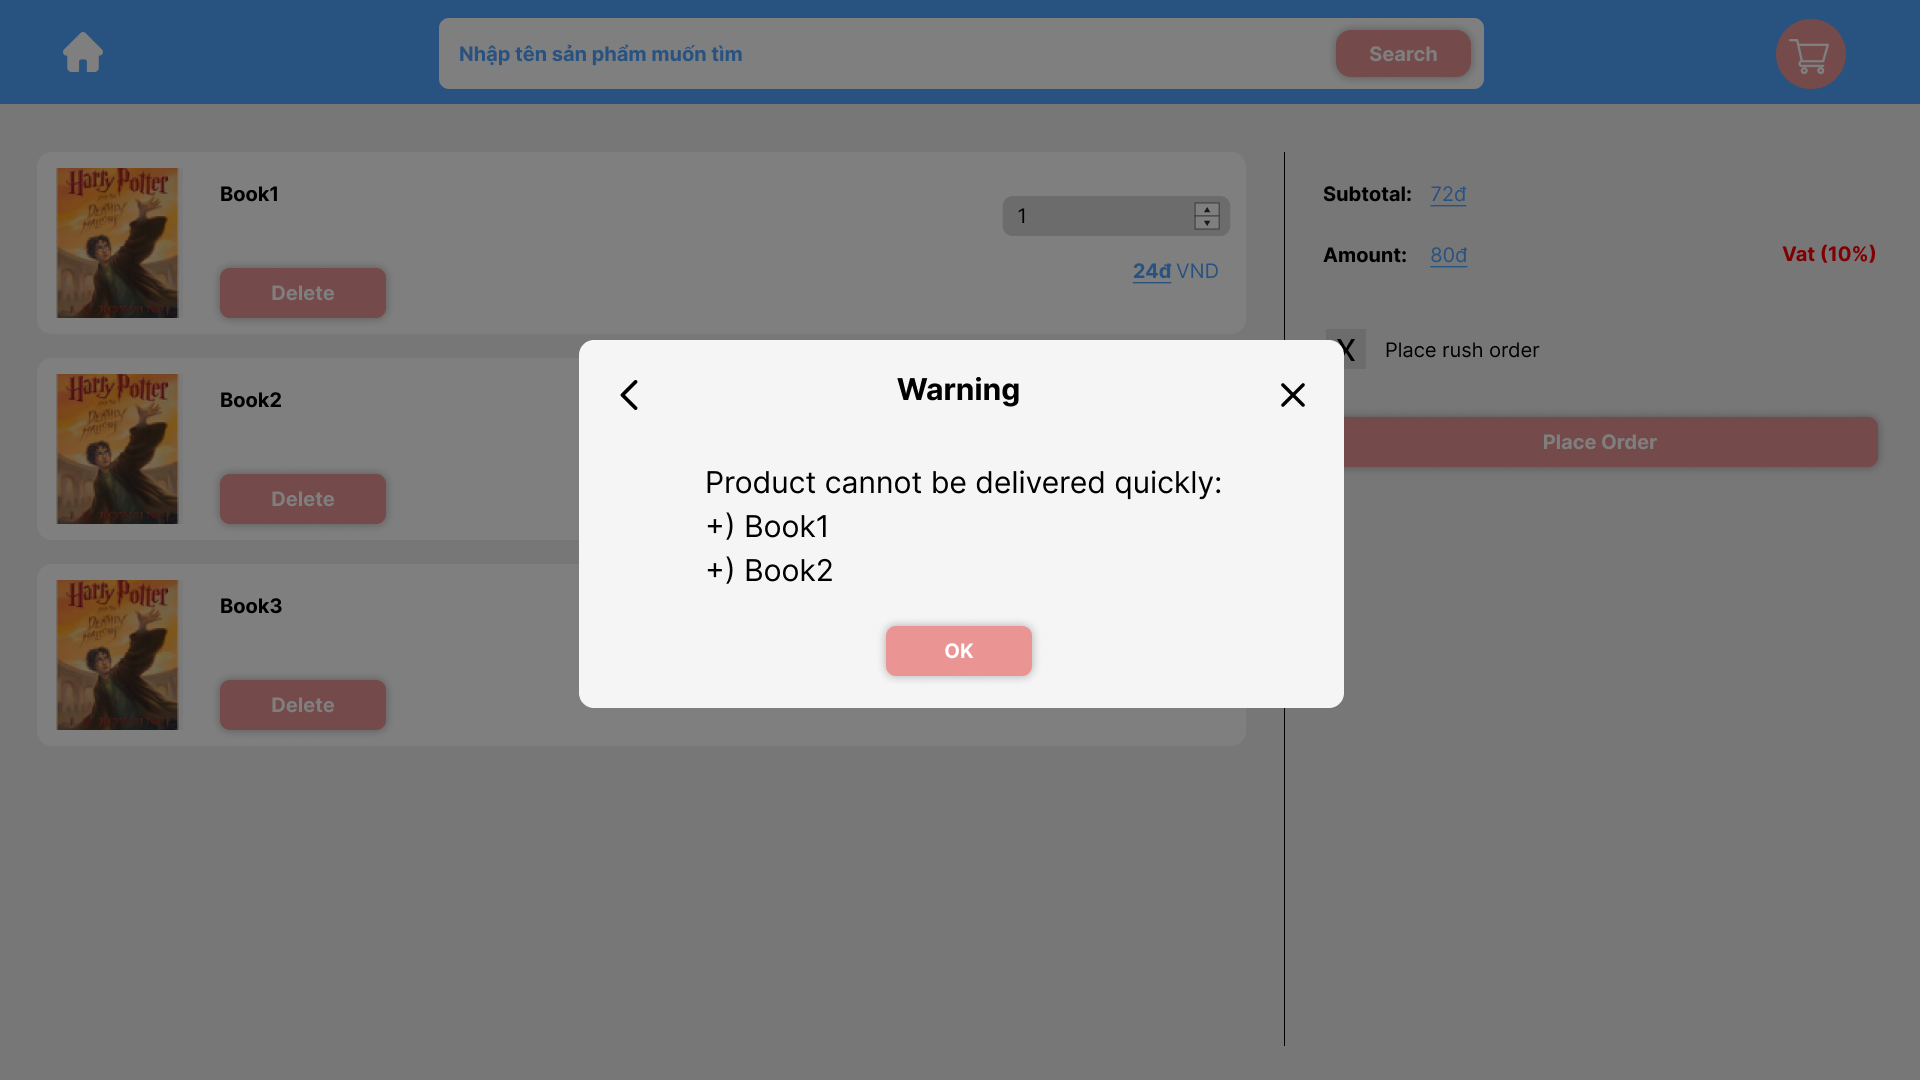 Nhập tên sản phẩm muốn tìm
Search
Harry Potter
Book1
1
24đ VND
Delete
Subtotal: 72đ
Amount: 80đ
Vat (10%)
X Place rush order
Place Order
Harry Potter
Book2
Delete
Harry Potter
Book3
Delete
Warning
Product cannot be delivered quickly:
+) Book1
+) Book2
OK